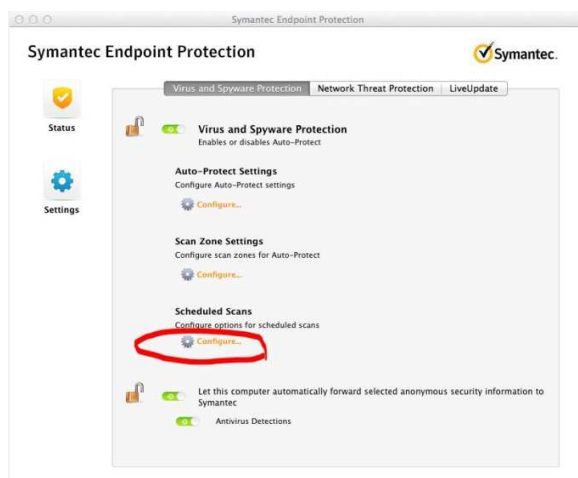 Symantec Endpoint Protection
Symantec Endpoint Protection
Symantec.
Virus and Spyware Protection Network Threat Protection LiveUpdate
Status
Settings
Virus and Spyware Protection
Enables or disables Auto-Protect
Auto-Protect Settings
Configure Auto-Protect settings
Configure...
Scan Zone Settings
Configure scan zones for Auto-Protect
Configure...
Scheduled Scans
Configure options for scheduled scans
Configure...
Let this computer automatically forward selected anonymous security information to
Symantec
Antivirus Detections